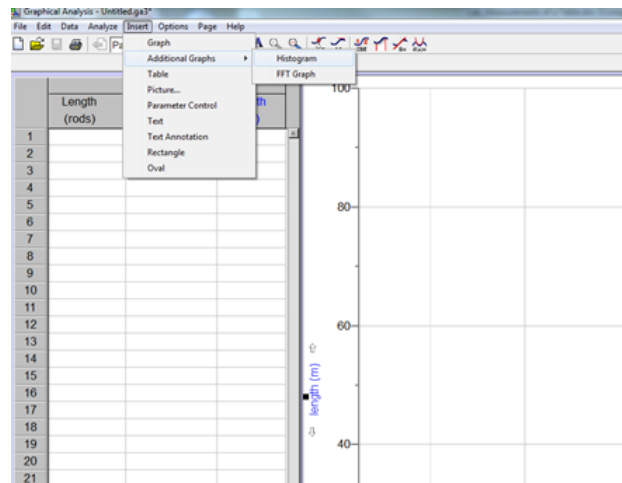 Graphical Analysis - Untitled.ga3*
File Edit Data Analyze Insert Options Page Help
Pa
Graph
Additional Graphs
Histogram
Table
FFT Graph
Picture...
Parameter Control
Text
Text Annotation
Rectangle
Oval
Length
(rods)
th
)
1
2
3
4
5
6
7
8
9
10
11
12
13
14
15
16
17
18
19
20
21
100
80
60
40
length (m)